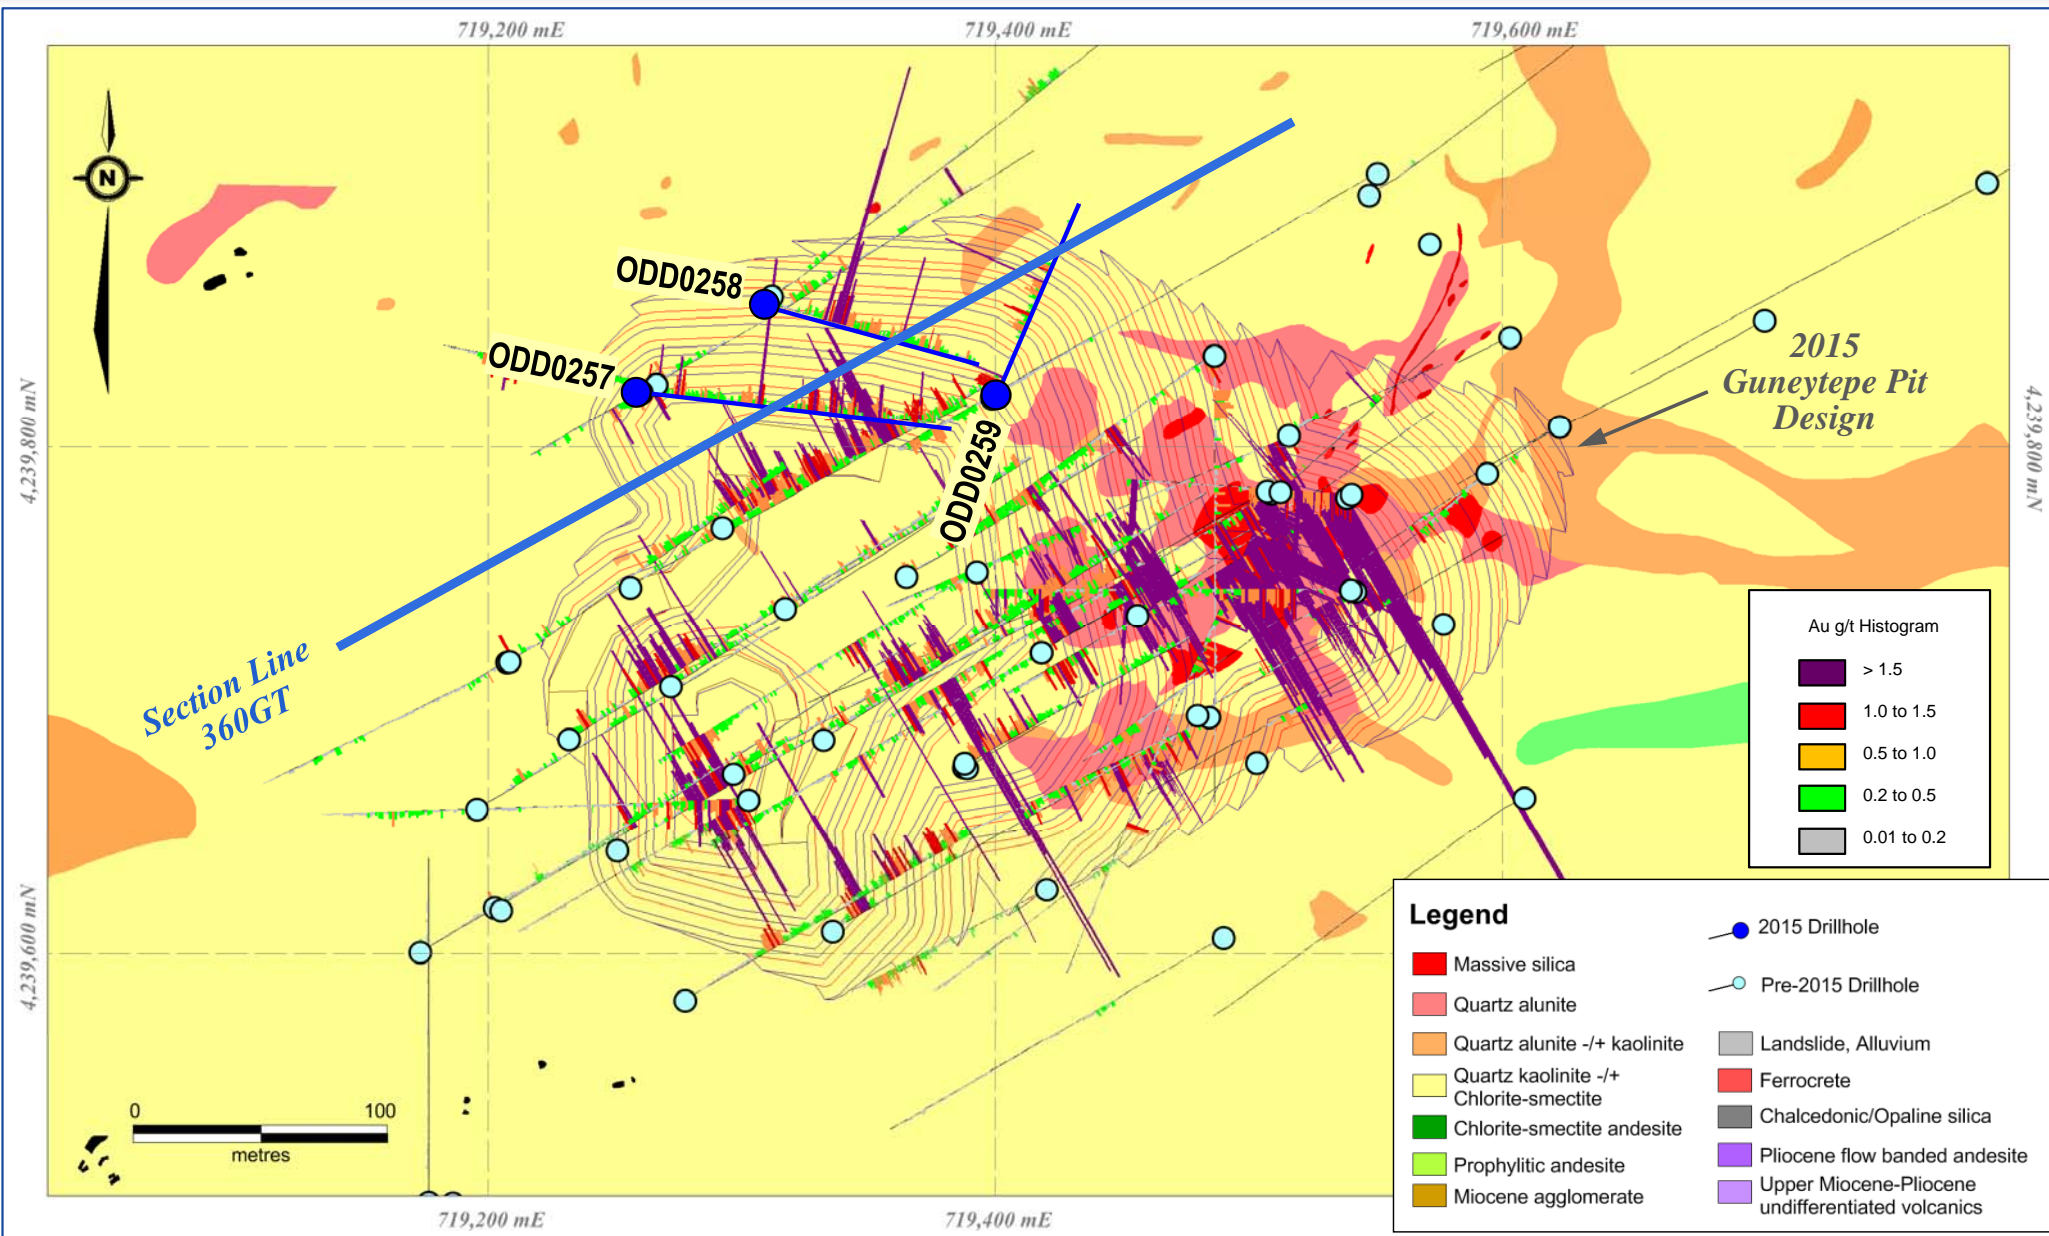 719,200 mE
719,400 mE
719,600 mE
N
ODD0258
ODD0257
ODD0259
4,239,800 mN
4,239,800 mN
2015
Guneytepe Pit
Design
Section Line
360GT
Au g/t Histogram
> 1.5
1.0 to 1.5
0.5 to 1.0
0.2 to 0.5
0.01 to 0.2
4,239,600 mN
Legend
Massive silica
Quartz alunite
Quartz alunite -/+ kaolinite
Quartz kaolinite -/+
Chlorite-smectite
Chlorite-smectite andesite
Prophylitic andesite
Miocene agglomerate
2015 Drillhole
Pre-2015 Drillhole
Landslide, Alluvium
Ferrocrete
Chalcedonic/Opaline silica
Pliocene flow banded andesite
Upper Miocene-Pliocene
undifferentiated volcanics
0 100
metres
719,200 mE
719,400 mE